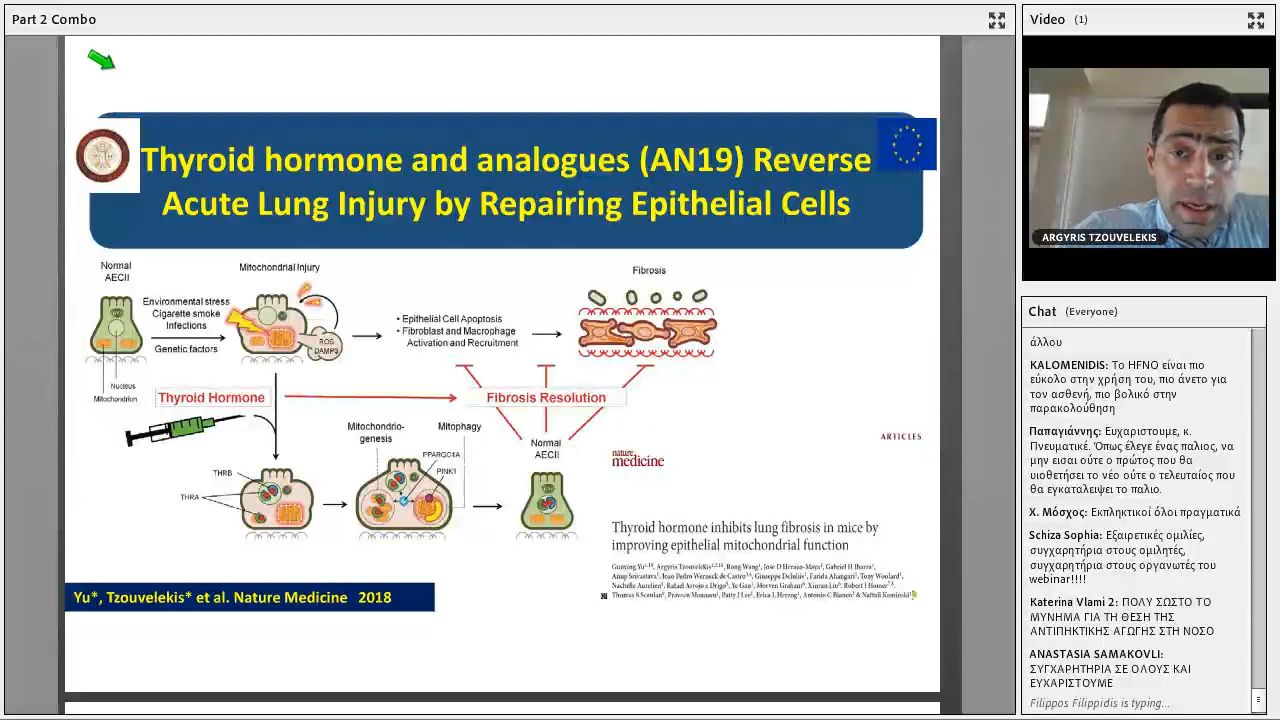 Part 2 Combo
Thyroid hormone and analogues (AN19) Reverse
Acute Lung Injury by Repairing Epithelial Cells
Normal
AECII
Environmental stress
Cigarette smoke
Infections
Genetic factors
Nucleus
Mitochondrion
Mitochondrial Injury
ROS
DAMPS
• Epithelial Cell Apoptosis
• Fibroblast and Macrophage
Activation and Recruitment
Fibrosis
Thyroid Hormone
Fibrosis Resolution
THRB
THRA
Mitochondrio-
genesis
Mitophagy
PPARGC1A
PINK1
Normal
AECII
ARTICLES
nature
medicine
Thyroid hormone inhibits lung fibrosis in mice by
improving epithelial mitochondrial function
Yu*, Tzouvelekis* et al. Nature Medicine 2018
Video (1)
ARGYRIS TZOUVELEKIS
Chat (Everyone)
άλλου
KALOMENIDIS: Το HFNO είναι πιο
εύκολο στην χρήση του, πιο άνετο για
τον ασθενή, πιο βολικό στην
παρακολούθηση
Παπαγιάννης: Ευχαριστουμε, κ.
Πνευματικέ. Όπως έλεγε ένας παλιος, να
μην εισαι ούτε ο πρώτος που θα
υιοθετήσει το νέο ούτε ο τελευταίος που
θα εγκαταλειψει το παλιο.
Χ. Μόσχος: Εκπληκτικοί όλοι πραγματικά
Schiza Sophia: Εξαιρετικές ομιλίες,
συγχαρητήρια στους ομιλητές,
συγχαρητήρια στους οργανωτές του
webinar!!!!
Katerina Vlami 2: ΠΟΛΥ ΣΩΣΤΟ ΤΟ
ΜΥΝΗΜΑ ΓΙΑ ΤΗ ΘΕΣΗ ΤΗΣ
ΑΝΤΙΠΗΚΤΙΚΗΣ ΑΓΩΓΗΣ ΣΤΗ ΝΟΣΟ
ANASTASIA SAMAKOVLI:
ΣΥΓΧΑΡΗΤΗΡΙΑ ΣΕ ΟΛΟΥΣ ΚΑΙ
ΕΥΧΑΡΙΣΤΟΥΜΕ
Filippos Filippidis is typing...